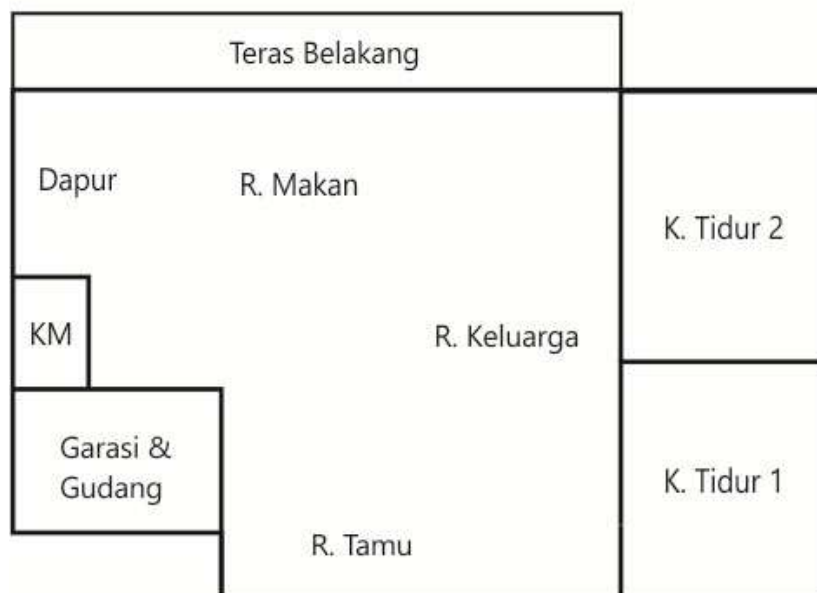 Teras Belakang
Dapur
R. Makan
K. Tidur 2
KM
R. Keluarga
Garasi &
Gudang
K. Tidur 1
R. Tamu